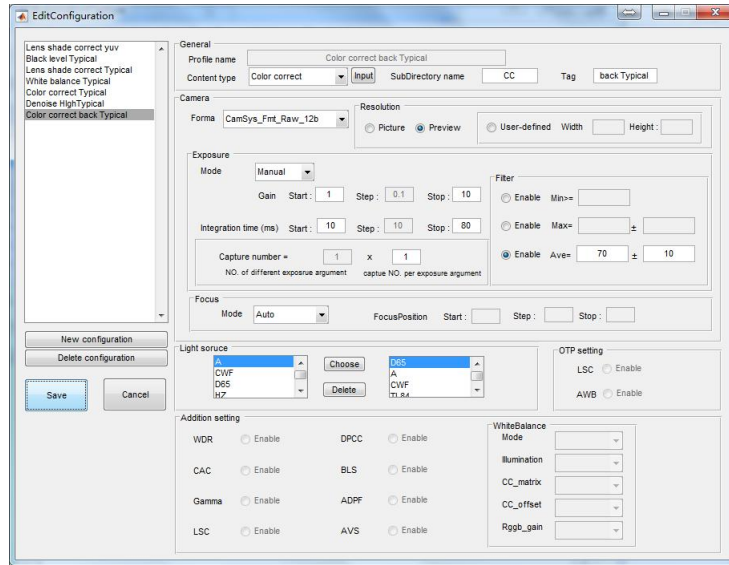 EditConfiguration
Lens shade correct yuv
Black level Typical
Lens shade correct Typical
White balance Typical
Color correct Typical
Denoise HighTypical
Color correct back Typical
New configuration
Delete configuration
Save Cancel
General
Profile name Color correct back Typical
Content type Color correct Input SubDirectory name CC Tag back Typical
Camera
Forma CamSys_Fmt_Raw_12b
Resolution
Picture Preview User-defined Width Height :
Exposure
Mode Manual
Gain Start : 1 Step : 0.1 Stop : 10
Integration time (ms) Start : 10 Step : 10 Stop : 80
Capture number = 1 x 1
NO. of different exposrue argument captue NO. per exposure argument
Filter
Enable Min>=
Enable Max= ±
Enable Ave= 70 ± 10
Focus
Mode Auto FocusPosition Start : Step : Stop :
Light soruce
A
CWF
D65
HZ
Choose
Delete
D65
A
CWF
TL84
OTP setting
LSC Enable
AWB Enable
Addition setting
WDR Enable DPCC Enable
CAC Enable BLS Enable
Gamma Enable ADPF Enable
LSC Enable AVS Enable
WhiteBalance
Mode
Illumination
CC_matrix
CC_offset
Rggb_gain